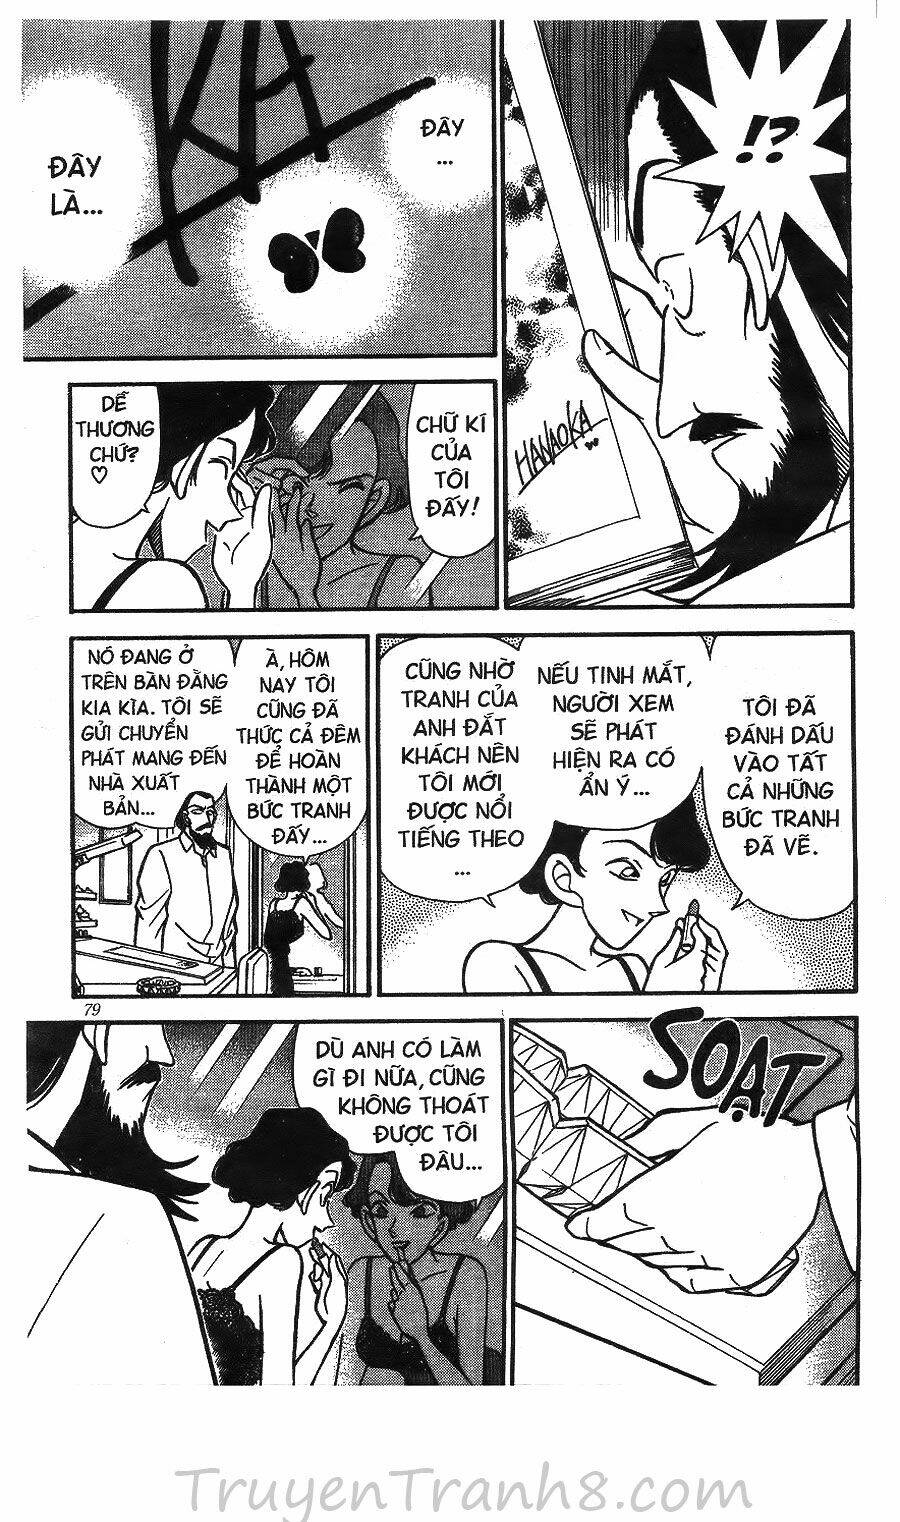 !?
HANAOKA
KA
ĐÂY
...
ĐÂY
LÀ...
CHỮ KÍ
CỦA
TÔI
ĐẤY!
DỄ
THƯƠNG
CHỨ?
♡
TÔI ĐÃ
ĐÁNH DẤU
VÀO TẤT
CẢ NHỮNG
BỨC TRANH
ĐÃ VẼ.
NẾU TINH MẮT,
NGƯỜI XEM
SẼ PHÁT
HIỆN RA CÓ
ẨN Ý...
CŨNG NHỜ
TRANH CỦA
ANH ĐẮT
KHÁCH NÊN
TÔI MỚI
ĐƯỢC NỔI
TIẾNG THEO
...
À, HÔM
NAY TÔI
CŨNG ĐÃ
THỨC CẢ ĐÊM
ĐỂ HOÀN
THÀNH MỘT
BỨC TRANH
ĐẤY...
NÓ ĐANG Ở
TRÊN BÀN ĐẰNG
KIA KÌA. TÔI SẼ
GỬI CHUYỂN
PHÁT MANG ĐẾN
NHÀ XUẤT
BẢN...
79
SOẠT
DÙ ANH CÓ LÀM
GÌ ĐI NỮA, CŨNG
KHÔNG THOÁT
ĐƯỢC TÔI
ĐÂU...
TruyenTranh8.com